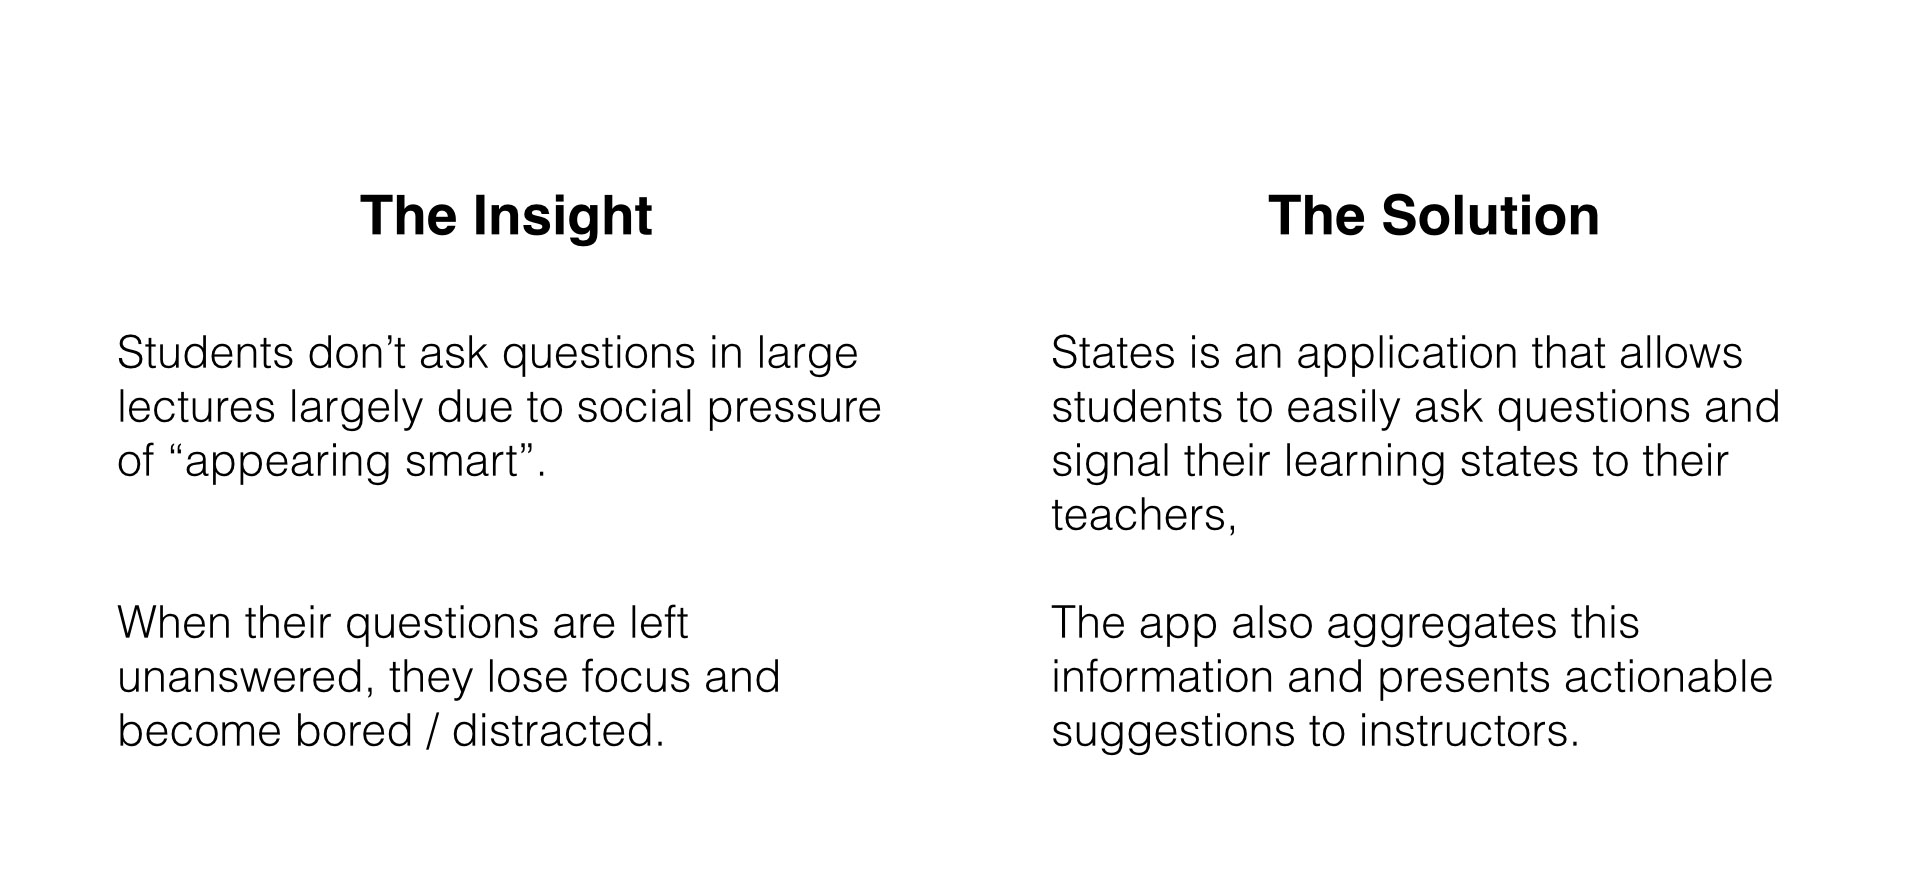 The Insight
Students don’t ask questions in large
lectures largely due to social pressure
of “appearing smart”.
When their questions are left
unanswered, they lose focus and
become bored / distracted.
The Solution
States is an application that allows
students to easily ask questions and
signal their learning states to their
teachers,
The app also aggregates this
information and presents actionable
suggestions to instructors.